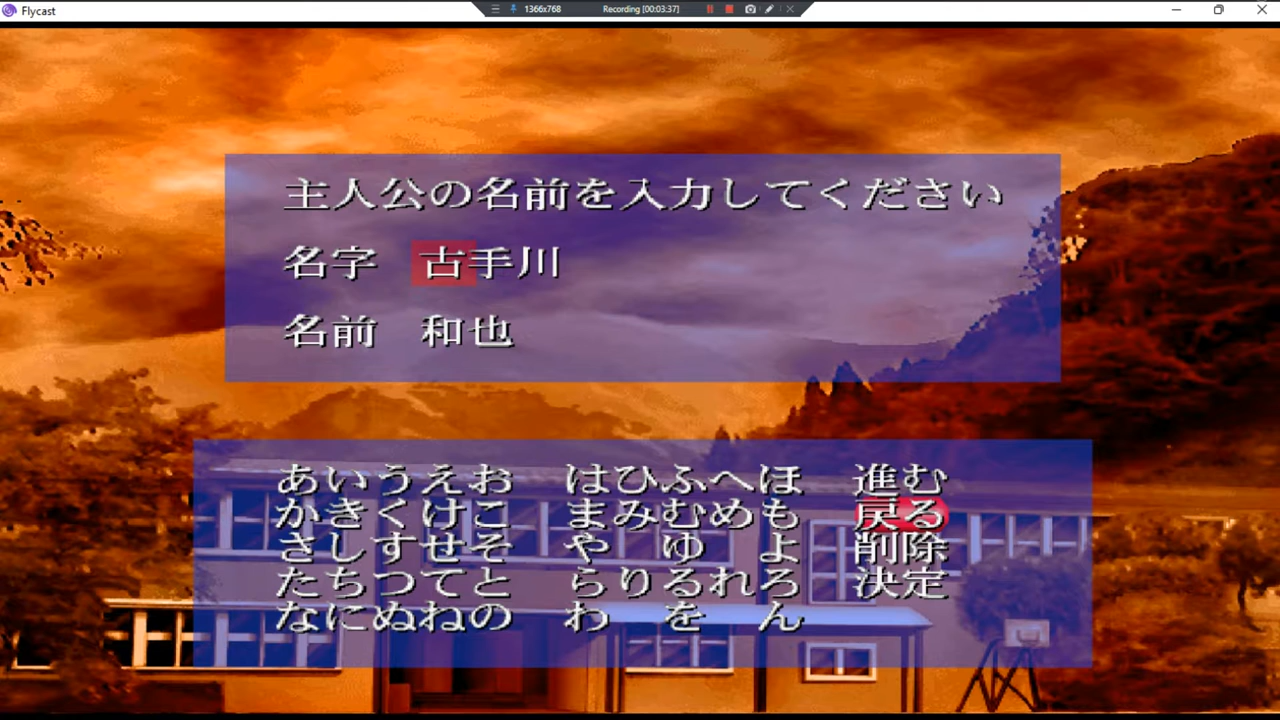 Flycast
1366x768
Recording [00:03:37]
主人公の名前を入力してください
名字　古手川
名前　和也
あいうえお　はひふへほ　進む
かきくけこ　まみむめも　戻る
さしすせそ　や　ゆ　よ　削除
たちつてと　らりるれろ　決定
なにぬねの　わ　を　ん